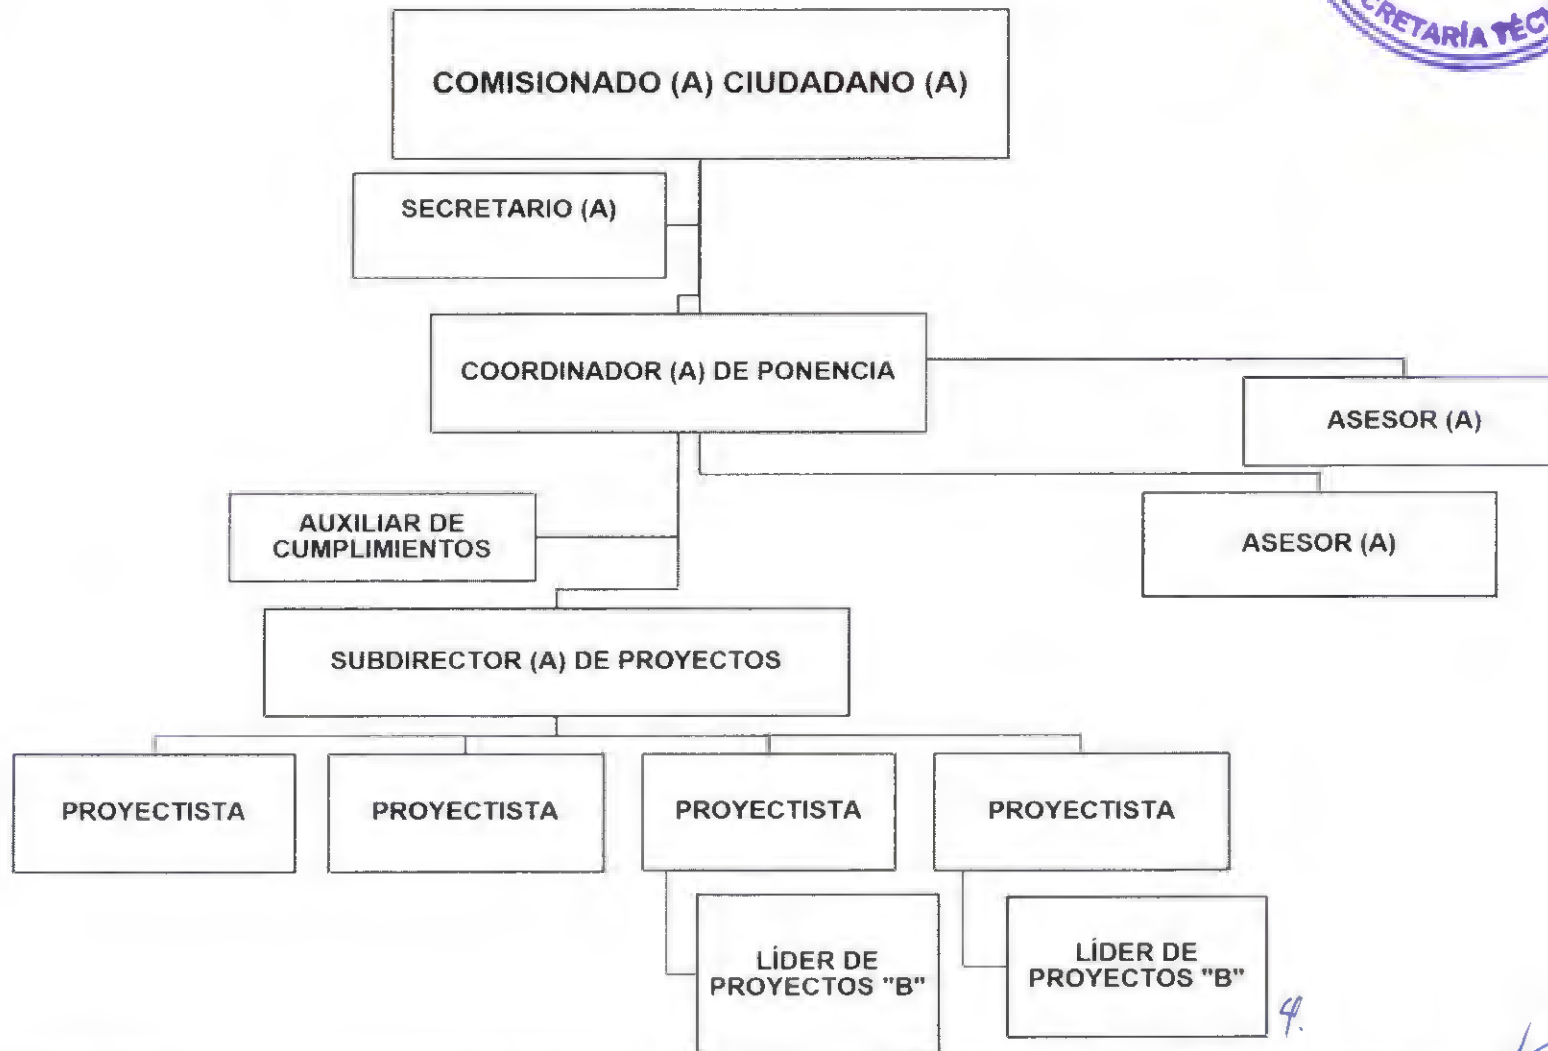 CRETARÍA TÉC
COMISIONADO (A) CIUDADANO (A)
SECRETARIO (A)
COORDINADOR (A) DE PONENCIA
ASESOR (A)
AUXILIAR DE
CUMPLIMIENTOS
ASESOR (A)
SUBDIRECTOR (A) DE PROYECTOS
PROYECTISTA
PROYECTISTA
PROYECTISTA
PROYECTISTA
LÍDER DE
PROYECTOS "B"
LÍDER DE
PROYECTOS "B"